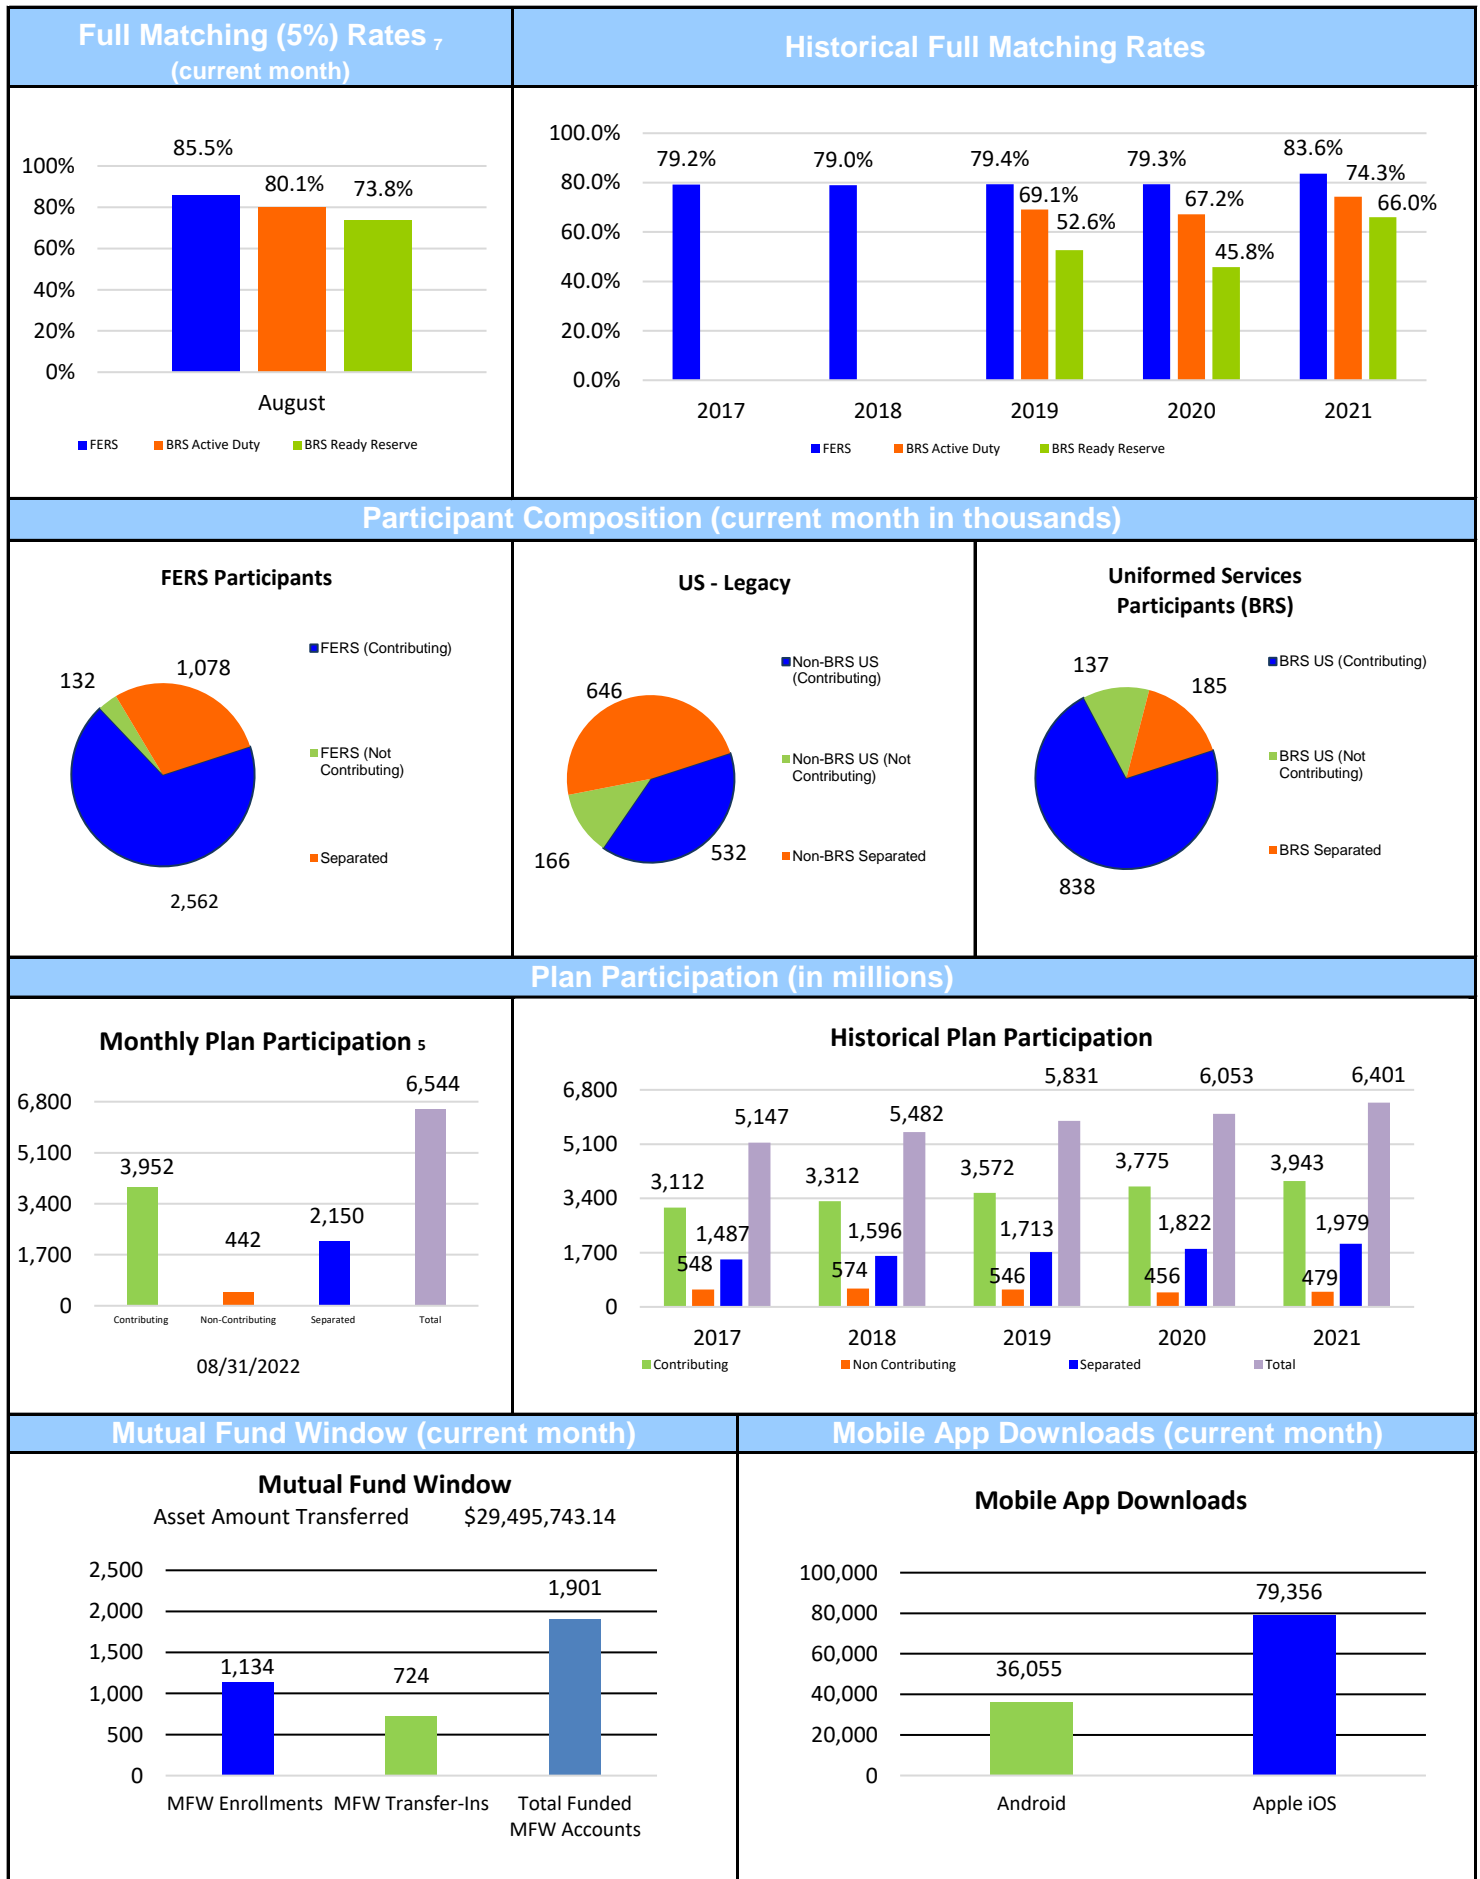 Full Matching (5%) Rates 7
(current month)
Historical Full Matching Rates
100%
80%
60%
40%
20%
0%
85.5%
80.1%
73.8%
August
FERS
BRS Active Duty
BRS Ready Reserve
100.0%
80.0%
60.0%
40.0%
20.0%
0.0%
79.2%
79.0%
79.4%
69.1%
52.6%
79.3%
67.2%
45.8%
83.6%
74.3%
66.0%
2017
2018
2019
2020
2021
FERS
BRS Active Duty
BRS Ready Reserve
Participant Composition (current month in thousands)
FERS Participants
132
1,078
2,562
FERS (Contributing)
FERS (Not
Contributing)
Separated
US - Legacy
646
166
532
Non-BRS US
(Contributing)
Non-BRS US (Not
Contributing)
Non-BRS Separated
Uniformed Services
Participants (BRS)
137
185
838
BRS US (Contributing)
BRS US (Not
Contributing)
BRS Separated
Plan Participation (in millions)
Monthly Plan Participation 5
6,800
5,100
3,400
1,700
0
3,952
442
2,150
6,544
Contributing
Non-Contributing
Separated
Total
08/31/2022
Historical Plan Participation
6,800
5,100
3,400
1,700
0
3,112
548
1,487
5,147
3,312
574
1,596
5,482
3,572
546
1,713
5,831
3,775
456
1,822
6,053
3,943
479
1,979
6,401
2017
2018
2019
2020
2021
Contributing
Non Contributing
Separated
Total
Mutual Fund Window (current month)
Mutual Fund Window
Asset Amount Transferred $29,495,743.14
2,500
2,000
1,500
1,000
500
0
1,134
724
1,901
MFW Enrollments
MFW Transfer-Ins
Total Funded
MFW Accounts
Mobile App Downloads (current month)
Mobile App Downloads
100,000
80,000
60,000
40,000
20,000
0
36,055
79,356
Android
Apple iOS